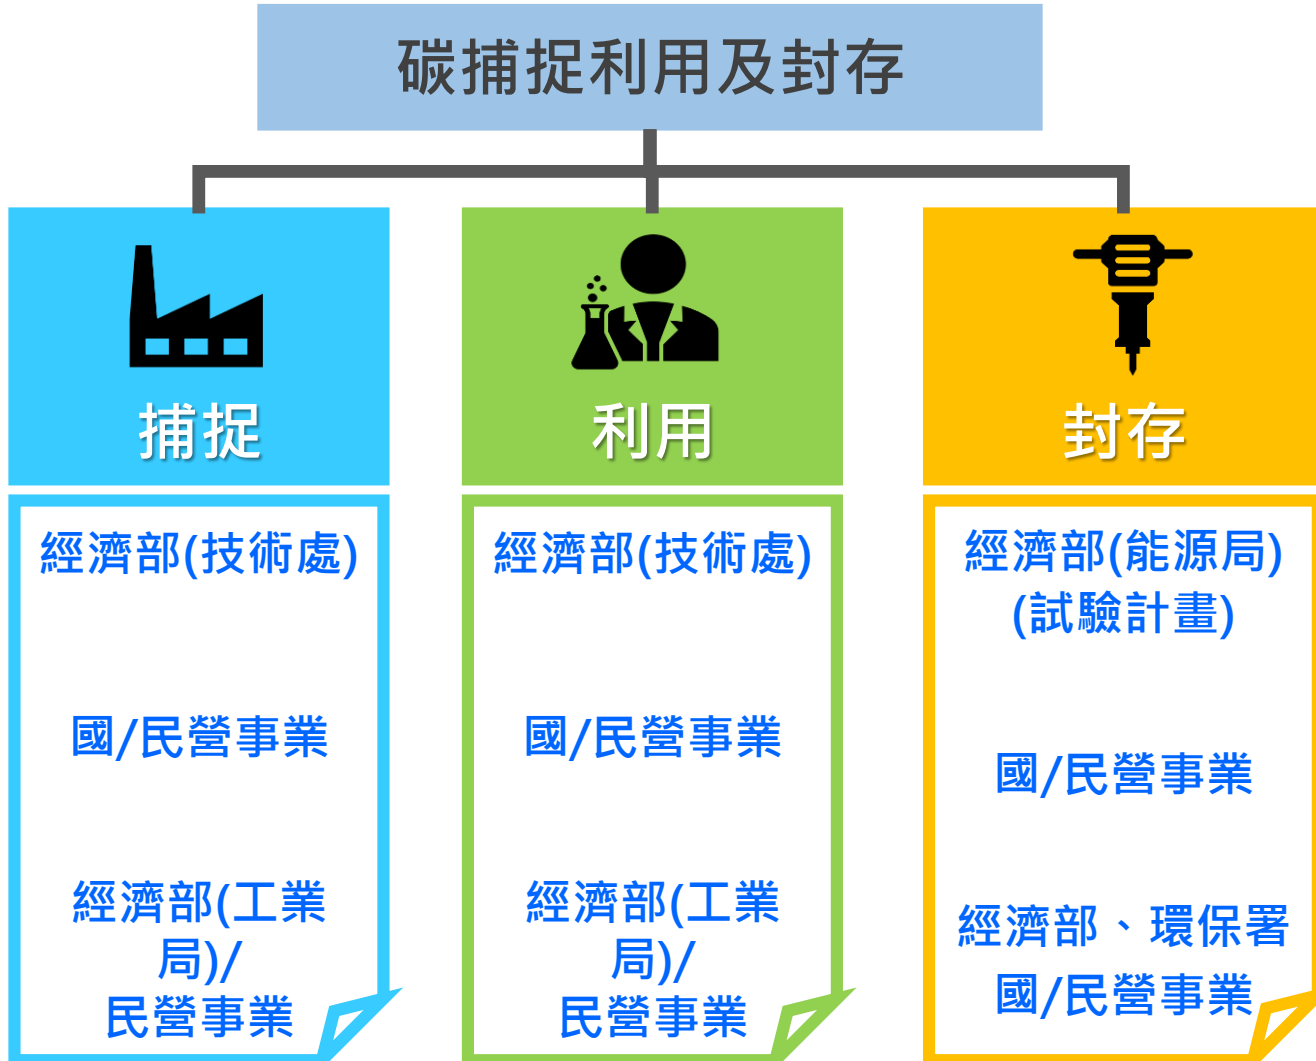 碳捕捉利用及封存
捕捉
經濟部(技術處)
國/民營事業
經濟部(工業
局)/
民營事業
利用
經濟部(技術處)
國/民營事業
經濟部(工業
局)/
民營事業
封存
經濟部(能源局)
(試驗計畫)
國/民營事業
經濟部、環保署
國/民營事業